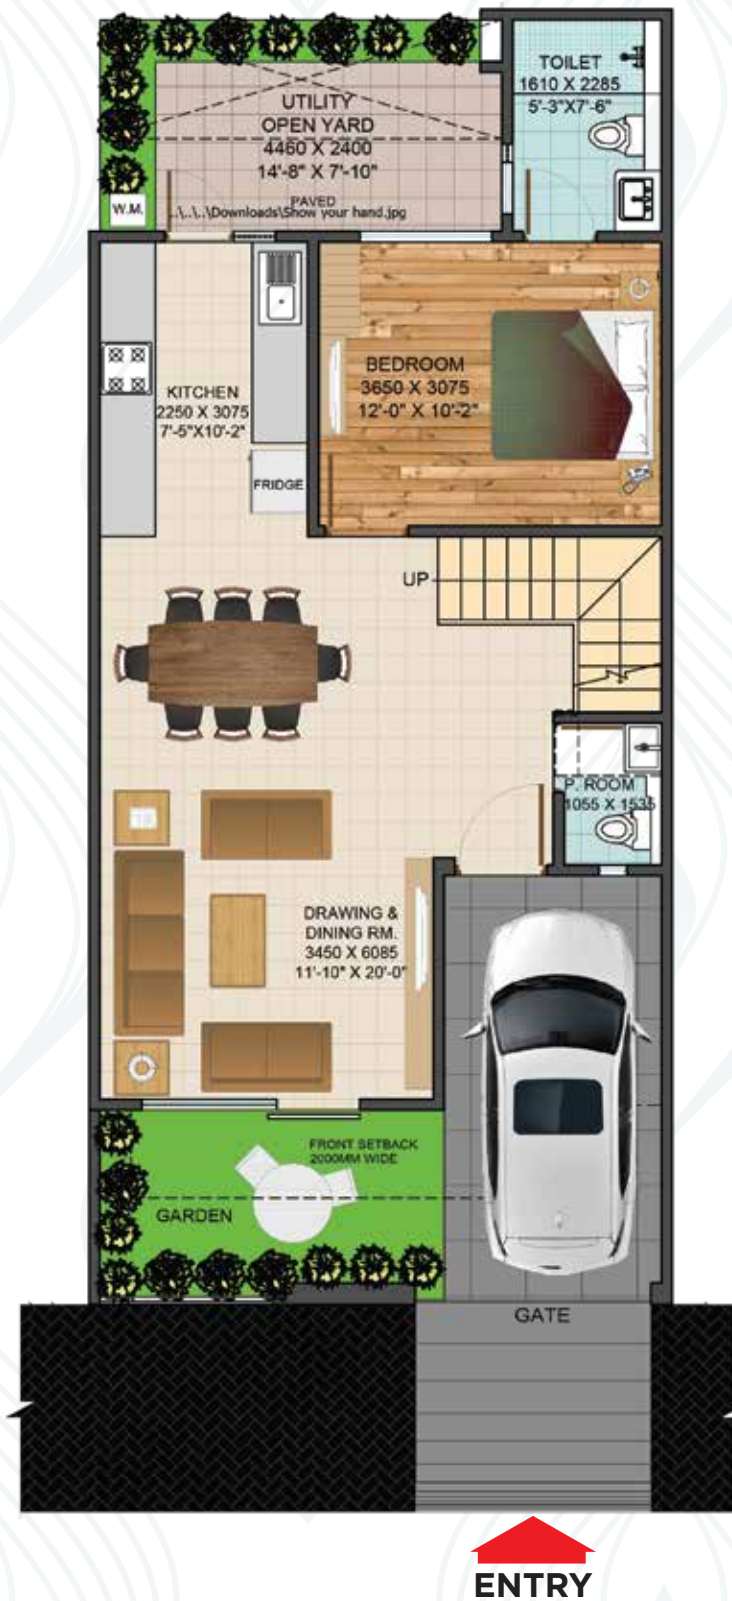 TOILET
1610 X 2285
5'-3"X7'-6"
UTILITY
OPEN YARD
4460 X 2400
14'-8" X 7'-10"
PAVED
..\..\..\Downloads\Show your hand.jpg
W.M.
BEDROOM
3650 X 3075
12'-0" X 10'-2"
KITCHEN
2250 X 3075
7'-5"X10'-2"
FRIDGE
UP
P. ROOM
1055 X 1535
DRAWING &
DINING RM.
3450 X 6085
11'-10" X 20'-0"
FRONT SETBACK
2000MM WIDE
GARDEN
GATE
ENTRY